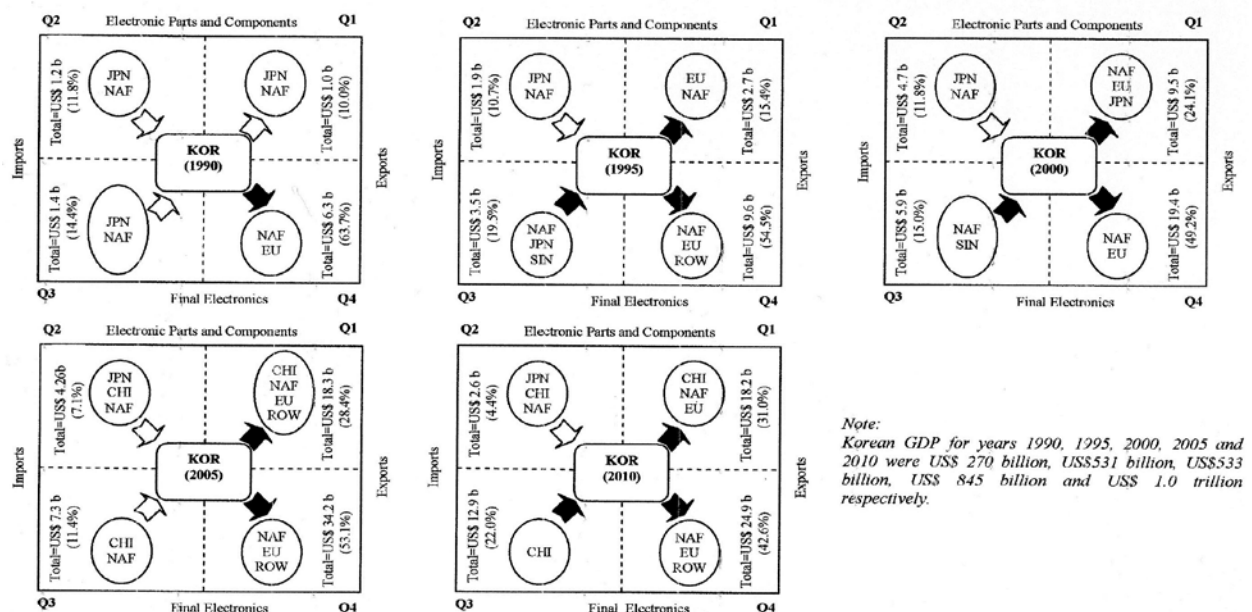 Q2 Electronic Parts and Components Q1
Imports
Exports
Total=US$ 1.2 b
(11.8%)
JPN
NAF
JPN
NAF
Total=US$ 1.0 b
(10.0%)
KOR
(1990)
Total=US$ 1.4 b
(14.4%)
JPN
NAF
NAF
EU
Total=US$ 6.3 b
(63.7%)
Q3 Final Electronics Q4
Q2 Electronic Parts and Components Q1
Imports
Exports
Total=US$ 1.9 b
(10.7%)
JPN
NAF
EU
NAF
Total=US$ 2.7 b
(15.4%)
KOR
(1995)
Total=US$ 3.5 b
(19.5%)
NAF
JPN
SIN
NAF
EU
ROW
Total=US$ 9.6 b
(54.5%)
Q3 Final Electronics Q4
Q2 Electronic Parts and Components Q1
Imports
Exports
Total=US$ 4.7 b
(11.8%)
JPN
NAF
NAF
EU
JPN
Total=US$ 9.5 b
(24.1%)
KOR
(2000)
Total=US$ 5.9 b
(15.0%)
NAF
SIN
NAF
EU
Total=US$ 19.4 b
(49.2%)
Q3 Final Electronics Q4
Q2 Electronic Parts and Components Q1
Imports
Exports
Total=US$ 4.26b
(7.1%)
JPN
CHI
NAF
CHI
NAF
EU
ROW
Total=US$ 18.3 b
(28.4%)
KOR
(2005)
Total=US$ 7.3 b
(11.4%)
CHI
NAF
NAF
EU
ROW
Total=US$ 34.2 b
(53.1%)
Q3 Final Electronics Q4
Q2 Electronic Parts and Components Q1
Imports
Exports
Total=US$ 2.6 b
(4.4%)
JPN
CHI
NAF
CHI
NAF
EU
Total=US$ 18.2 b
(31.0%)
KOR
(2010)
Total=US$ 12.9 b
(22.0%)
CHI
NAF
EU
ROW
Total=US$ 24.9 b
(42.6%)
Q3 Final Electronics Q4
Note:
Korean GDP for years 1990, 1995, 2000, 2005 and
2010 were US$ 270 billion, US$531 billion, US$533
billion, US$ 845 billion and US$ 1.0 trillion
respectively.